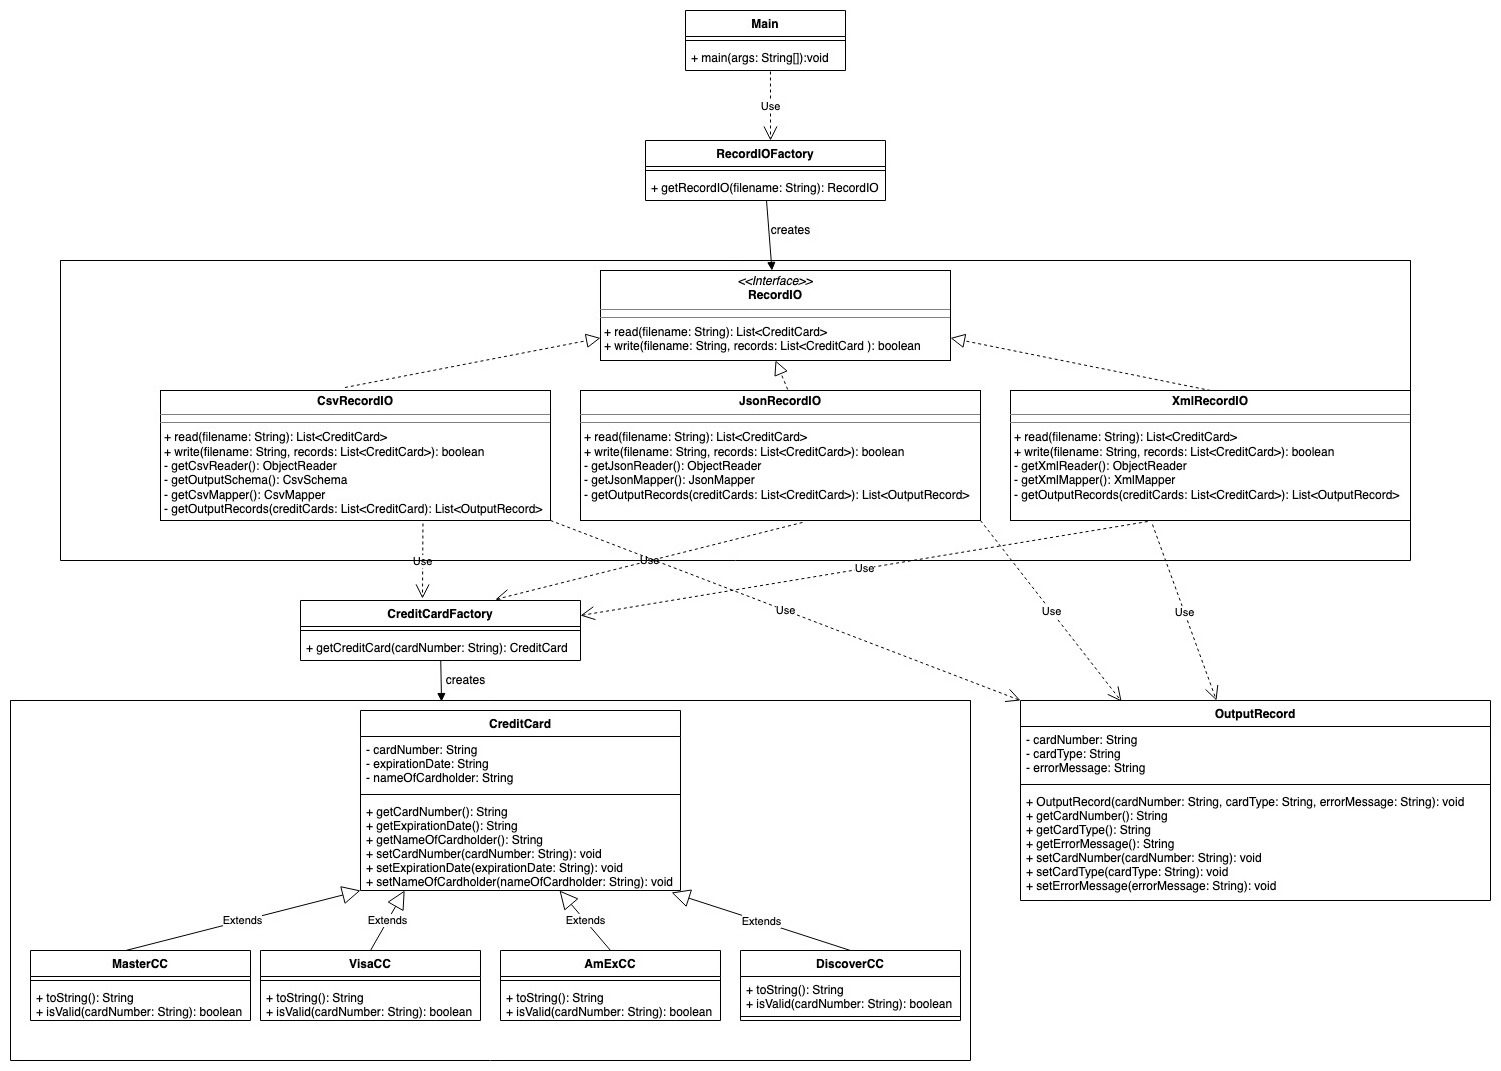 Main
+ main(args: String[]):void
Use
RecordIOFactory
+ getRecordIO(filename: String): RecordIO
creates
<<Interface>>
RecordIO
+ read(filename: String): List<CreditCard>
+ write(filename: String, records: List<CreditCard ): boolean
CsvRecordIO
+ read(filename: String): List<CreditCard>
+ write(filename: String, records: List<CreditCard>): boolean
- getCsvReader(): ObjectReader
- getOutputSchema(): CsvSchema
- getCsvMapper(): CsvMapper
- getOutputRecords(creditCards: List<CreditCard): List<OutputRecord>
JsonRecordIO
+ read(filename: String): List<CreditCard>
+ write(filename: String, records: List<CreditCard>): boolean
- getJsonReader(): ObjectReader
- getJsonMapper(): JsonMapper
- getOutputRecords(creditCards: List<CreditCard>): List<OutputRecord>
XmlRecordIO
+ read(filename: String): List<CreditCard>
+ write(filename: String, records: List<CreditCard>): boolean
- getXmlReader(): ObjectReader
- getXmlMapper(): XmlMapper
- getOutputRecords(creditCards: List<CreditCard>): List<OutputRecord>
Use
Use
Use
Use
Use
Use
CreditCardFactory
+ getCreditCard(cardNumber: String): CreditCard
creates
CreditCard
- cardNumber: String
- expirationDate: String
- nameOfCardholder: String
+ getCardNumber(): String
+ getExpirationDate(): String
+ getNameOfCardholder(): String
+ setCardNumber(cardNumber: String): void
+ setExpirationDate(expirationDate: String): void
+ setNameOfCardholder(nameOfCardholder: String): void
OutputRecord
- cardNumber: String
- cardType: String
- errorMessage: String
+ OutputRecord(cardNumber: String, cardType: String, errorMessage: String): void
+ getCardNumber(): String
+ getCardType(): String
+ getErrorMessage(): String
+ setCardNumber(cardNumber: String): void
+ setCardType(cardType: String): void
+ setErrorMessage(errorMessage: String): void
Extends
Extends
Extends
Extends
MasterCC
+ toString(): String
+ isValid(cardNumber: String): boolean
VisaCC
+ toString(): String
+ isValid(cardNumber: String): boolean
AmExCC
+ toString(): String
+ isValid(cardNumber: String): boolean
DiscoverCC
+ toString(): String
+ isValid(cardNumber: String): boolean